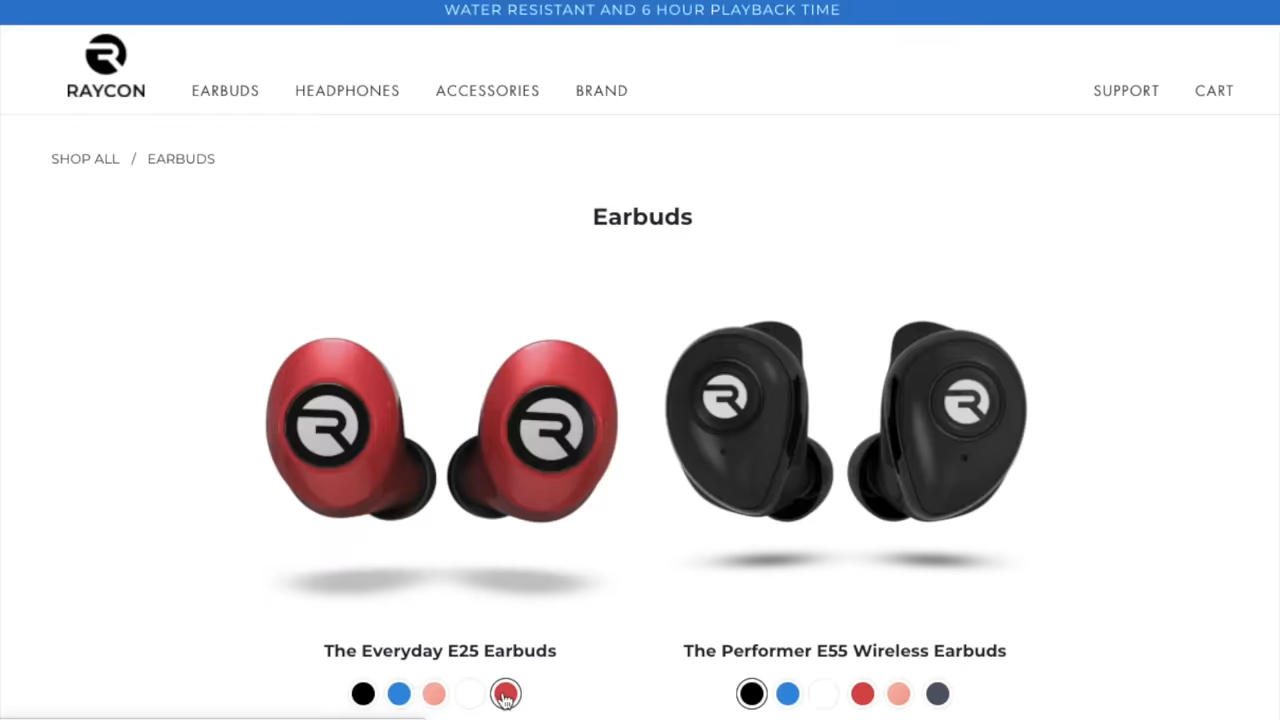 WATER RESISTANT AND 6 HOUR PLAYBACK TIME
RAYCON
EARBUDS HEADPHONES ACCESSORIES BRAND SUPPORT CART
SHOP ALL / EARBUDS
Earbuds
The Everyday E25 Earbuds
The Performer E55 Wireless Earbuds